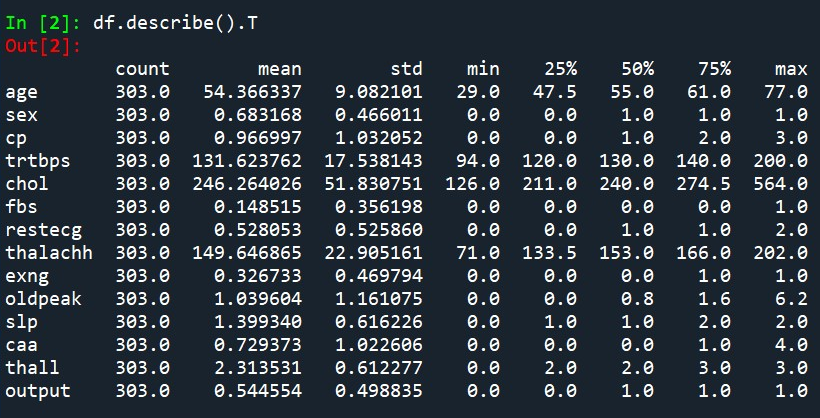 In [2]: df.describe().T
Out[2]:
count mean std min 25% 50% 75% max
age 303.0 54.366337 9.082101 29.0 47.5 55.0 61.0 77.0
sex 303.0 0.683168 0.466011 0.0 0.0 1.0 1.0 1.0
cp 303.0 0.966997 1.032052 0.0 0.0 1.0 2.0 3.0
trtbps 303.0 131.623762 17.538143 94.0 120.0 130.0 140.0 200.0
chol 303.0 246.264026 51.830751 126.0 211.0 240.0 274.5 564.0
fbs 303.0 0.148515 0.356198 0.0 0.0 0.0 0.0 1.0
restecg 303.0 0.528053 0.525860 0.0 0.0 1.0 1.0 2.0
thalachh 303.0 149.646865 22.905161 71.0 133.5 153.0 166.0 202.0
exng 303.0 0.326733 0.469794 0.0 0.0 0.0 1.0 1.0
oldpeak 303.0 1.039604 1.161075 0.0 0.0 0.8 1.6 6.2
slp 303.0 1.399340 0.616226 0.0 1.0 1.0 2.0 2.0
caa 303.0 0.729373 1.022606 0.0 0.0 0.0 1.0 4.0
thall 303.0 2.313531 0.612277 0.0 2.0 2.0 3.0 3.0
output 303.0 0.544554 0.498835 0.0 0.0 1.0 1.0 1.0